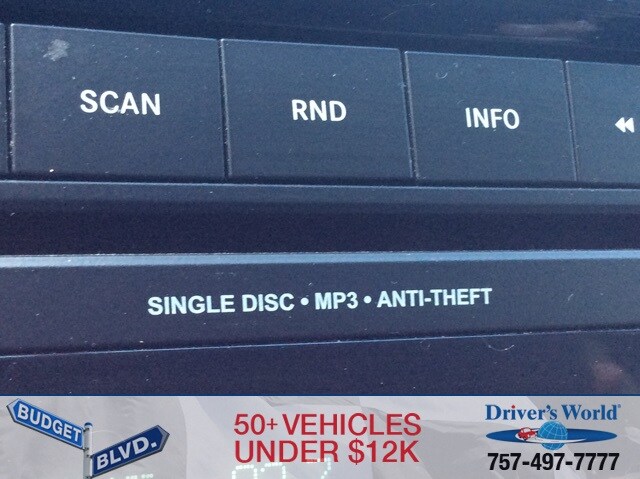 SCAN RND INFO
SINGLE DISC • MP3 • ANTI-THEFT
BUDGET
BLVD.
50+ VEHICLES
UNDER $12K
Driver's World®
757-497-7777